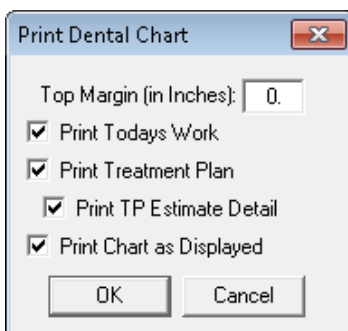 Print Dental Chart
Top Margin (in Inches): 0.
Print Todays Work
Print Treatment Plan
Print TP Estimate Detail
Print Chart as Displayed
OK Cancel